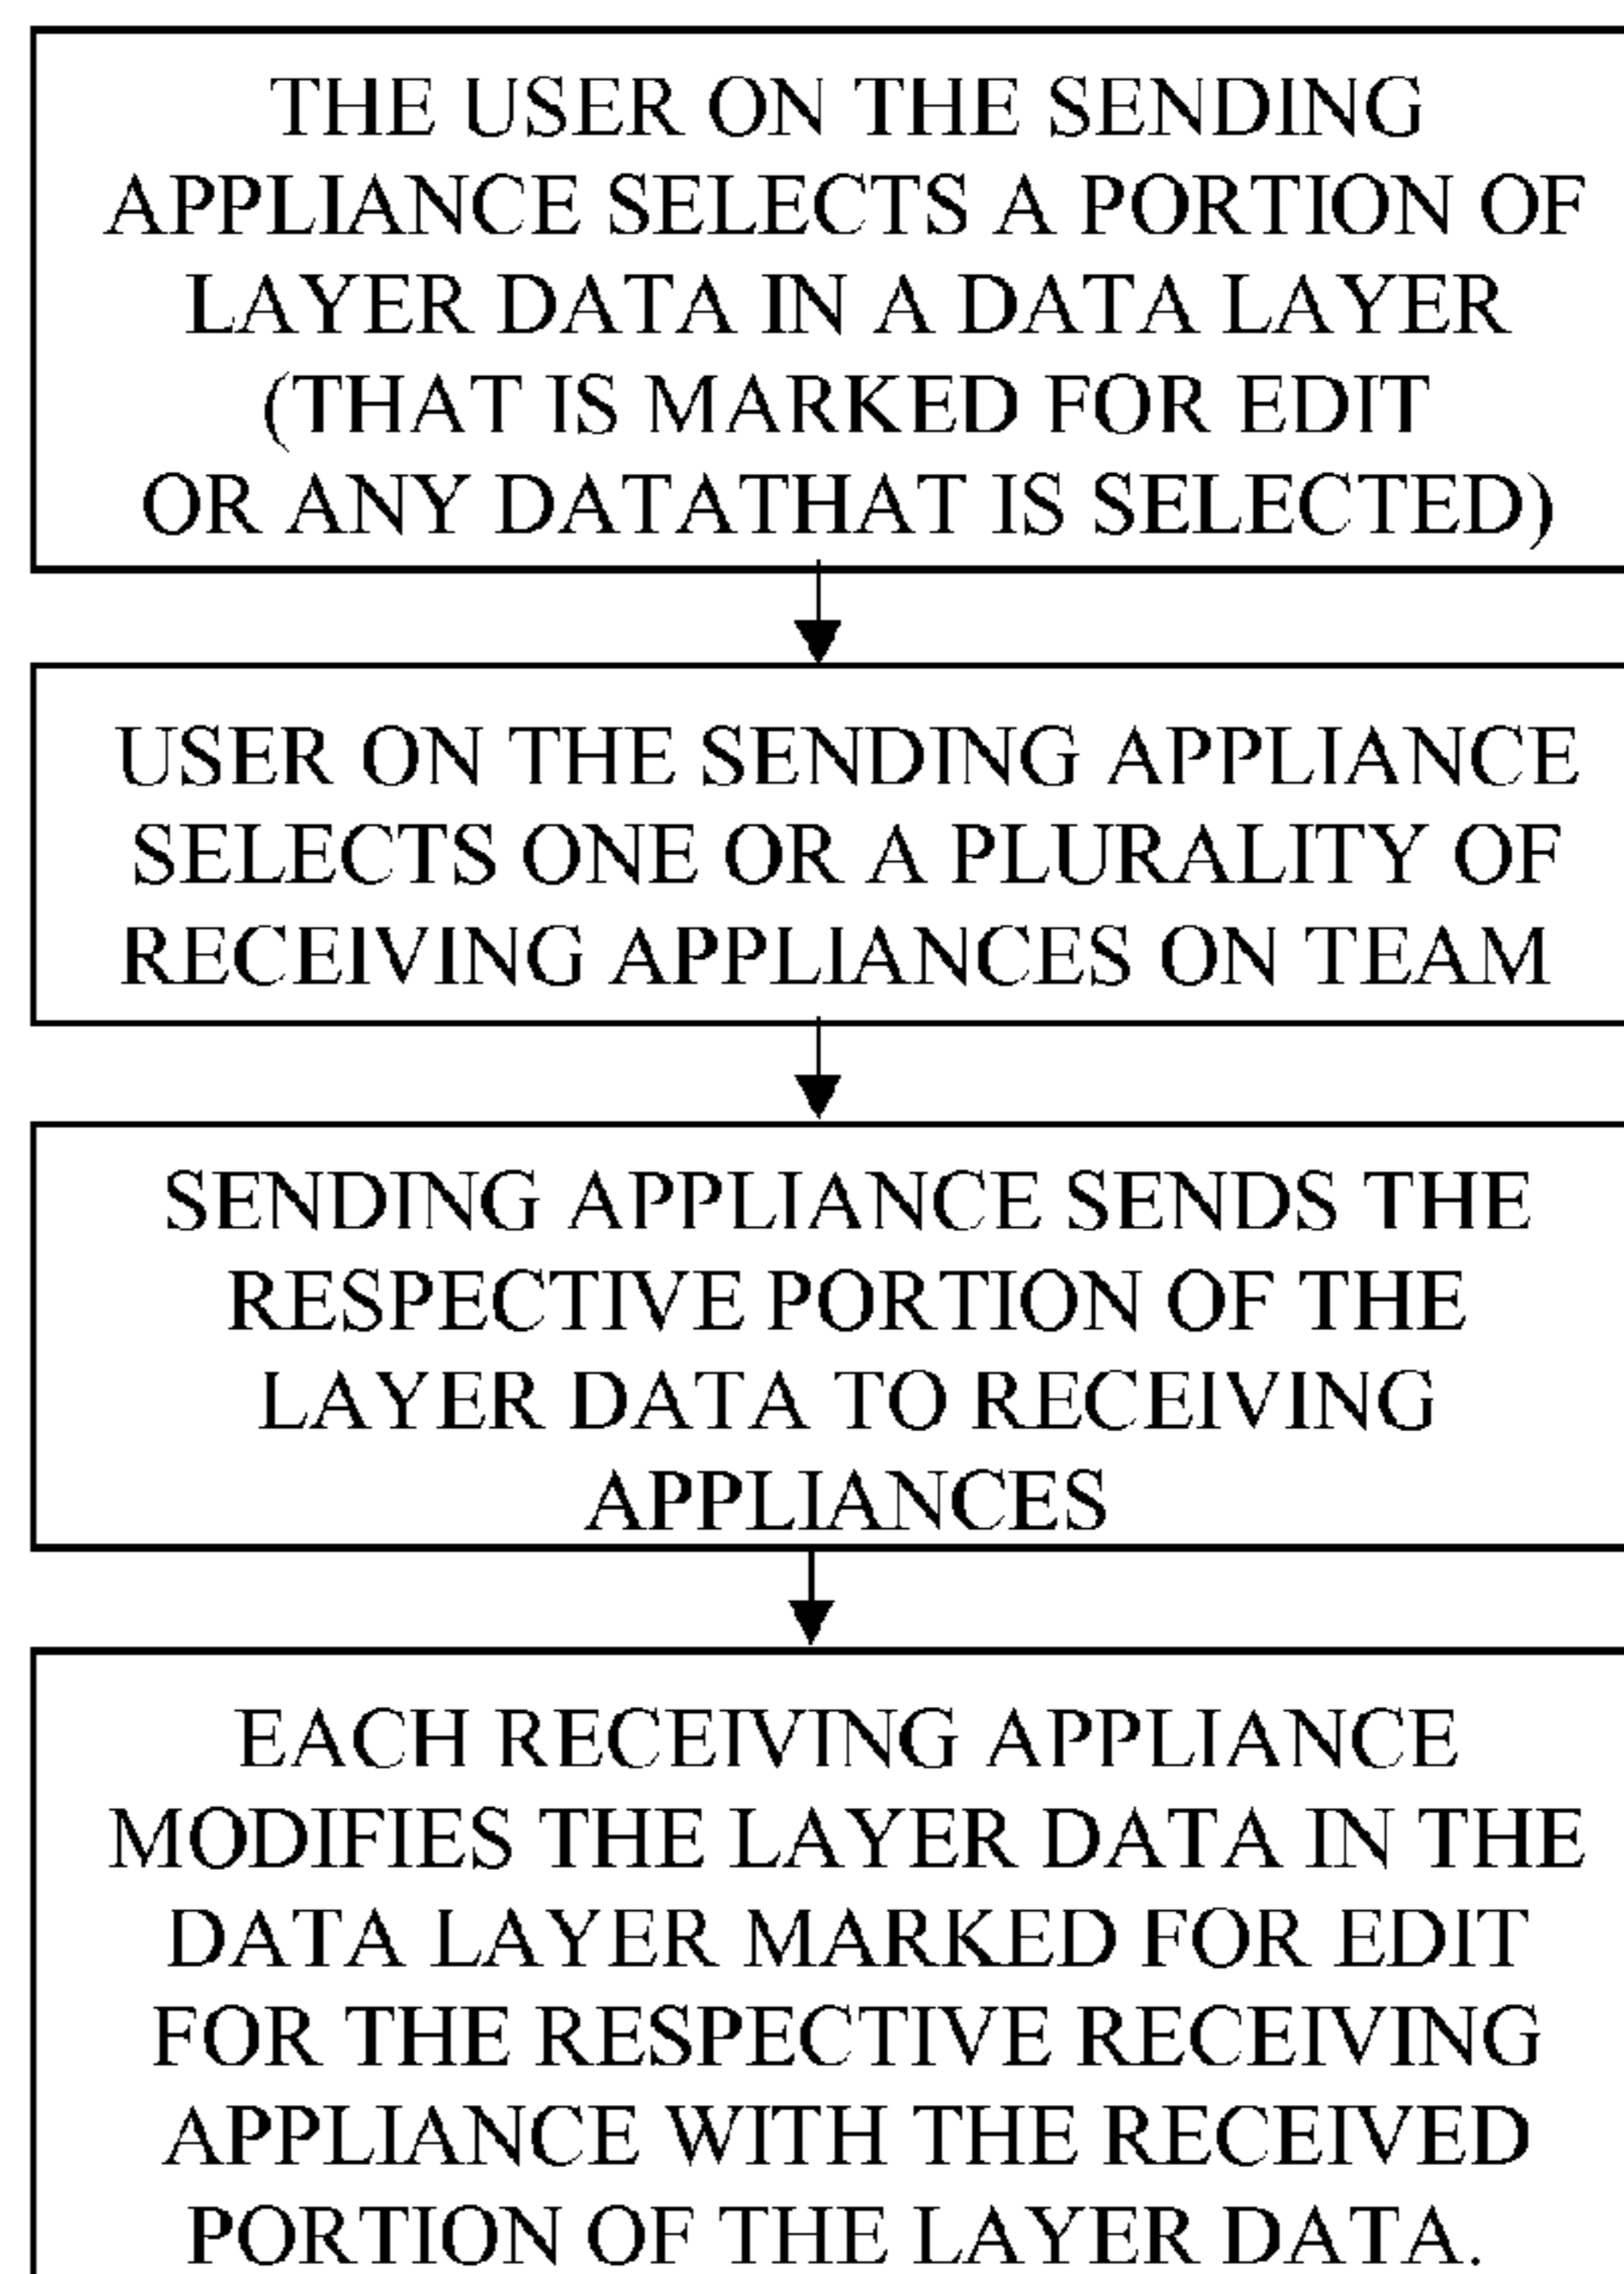 THE USER ON THE SENDING
APPLIANCE SELECTS A PORTION OF
LAYER DATA IN A DATA LAYER
(THAT IS MARKED FOR EDIT
OR ANY DATATHAT IS SELECTED)
USER ON THE SENDING APPLIANCE
SELECTS ONE OR A PLURALITY OF
RECEIVING APPLIANCES ON TEAM
SENDING APPLIANCE SENDS THE
RESPECTIVE PORTION OF THE
LAYER DATA TO RECEIVING
APPLIANCES
EACH RECEIVING APPLIANCE
MODIFIES THE LAYER DATA IN THE
DATA LAYER MARKED FOR EDIT
FOR THE RESPECTIVE RECEIVING
APPLIANCE WITH THE RECEIVED
PORTION OF THE LAYER DATA.